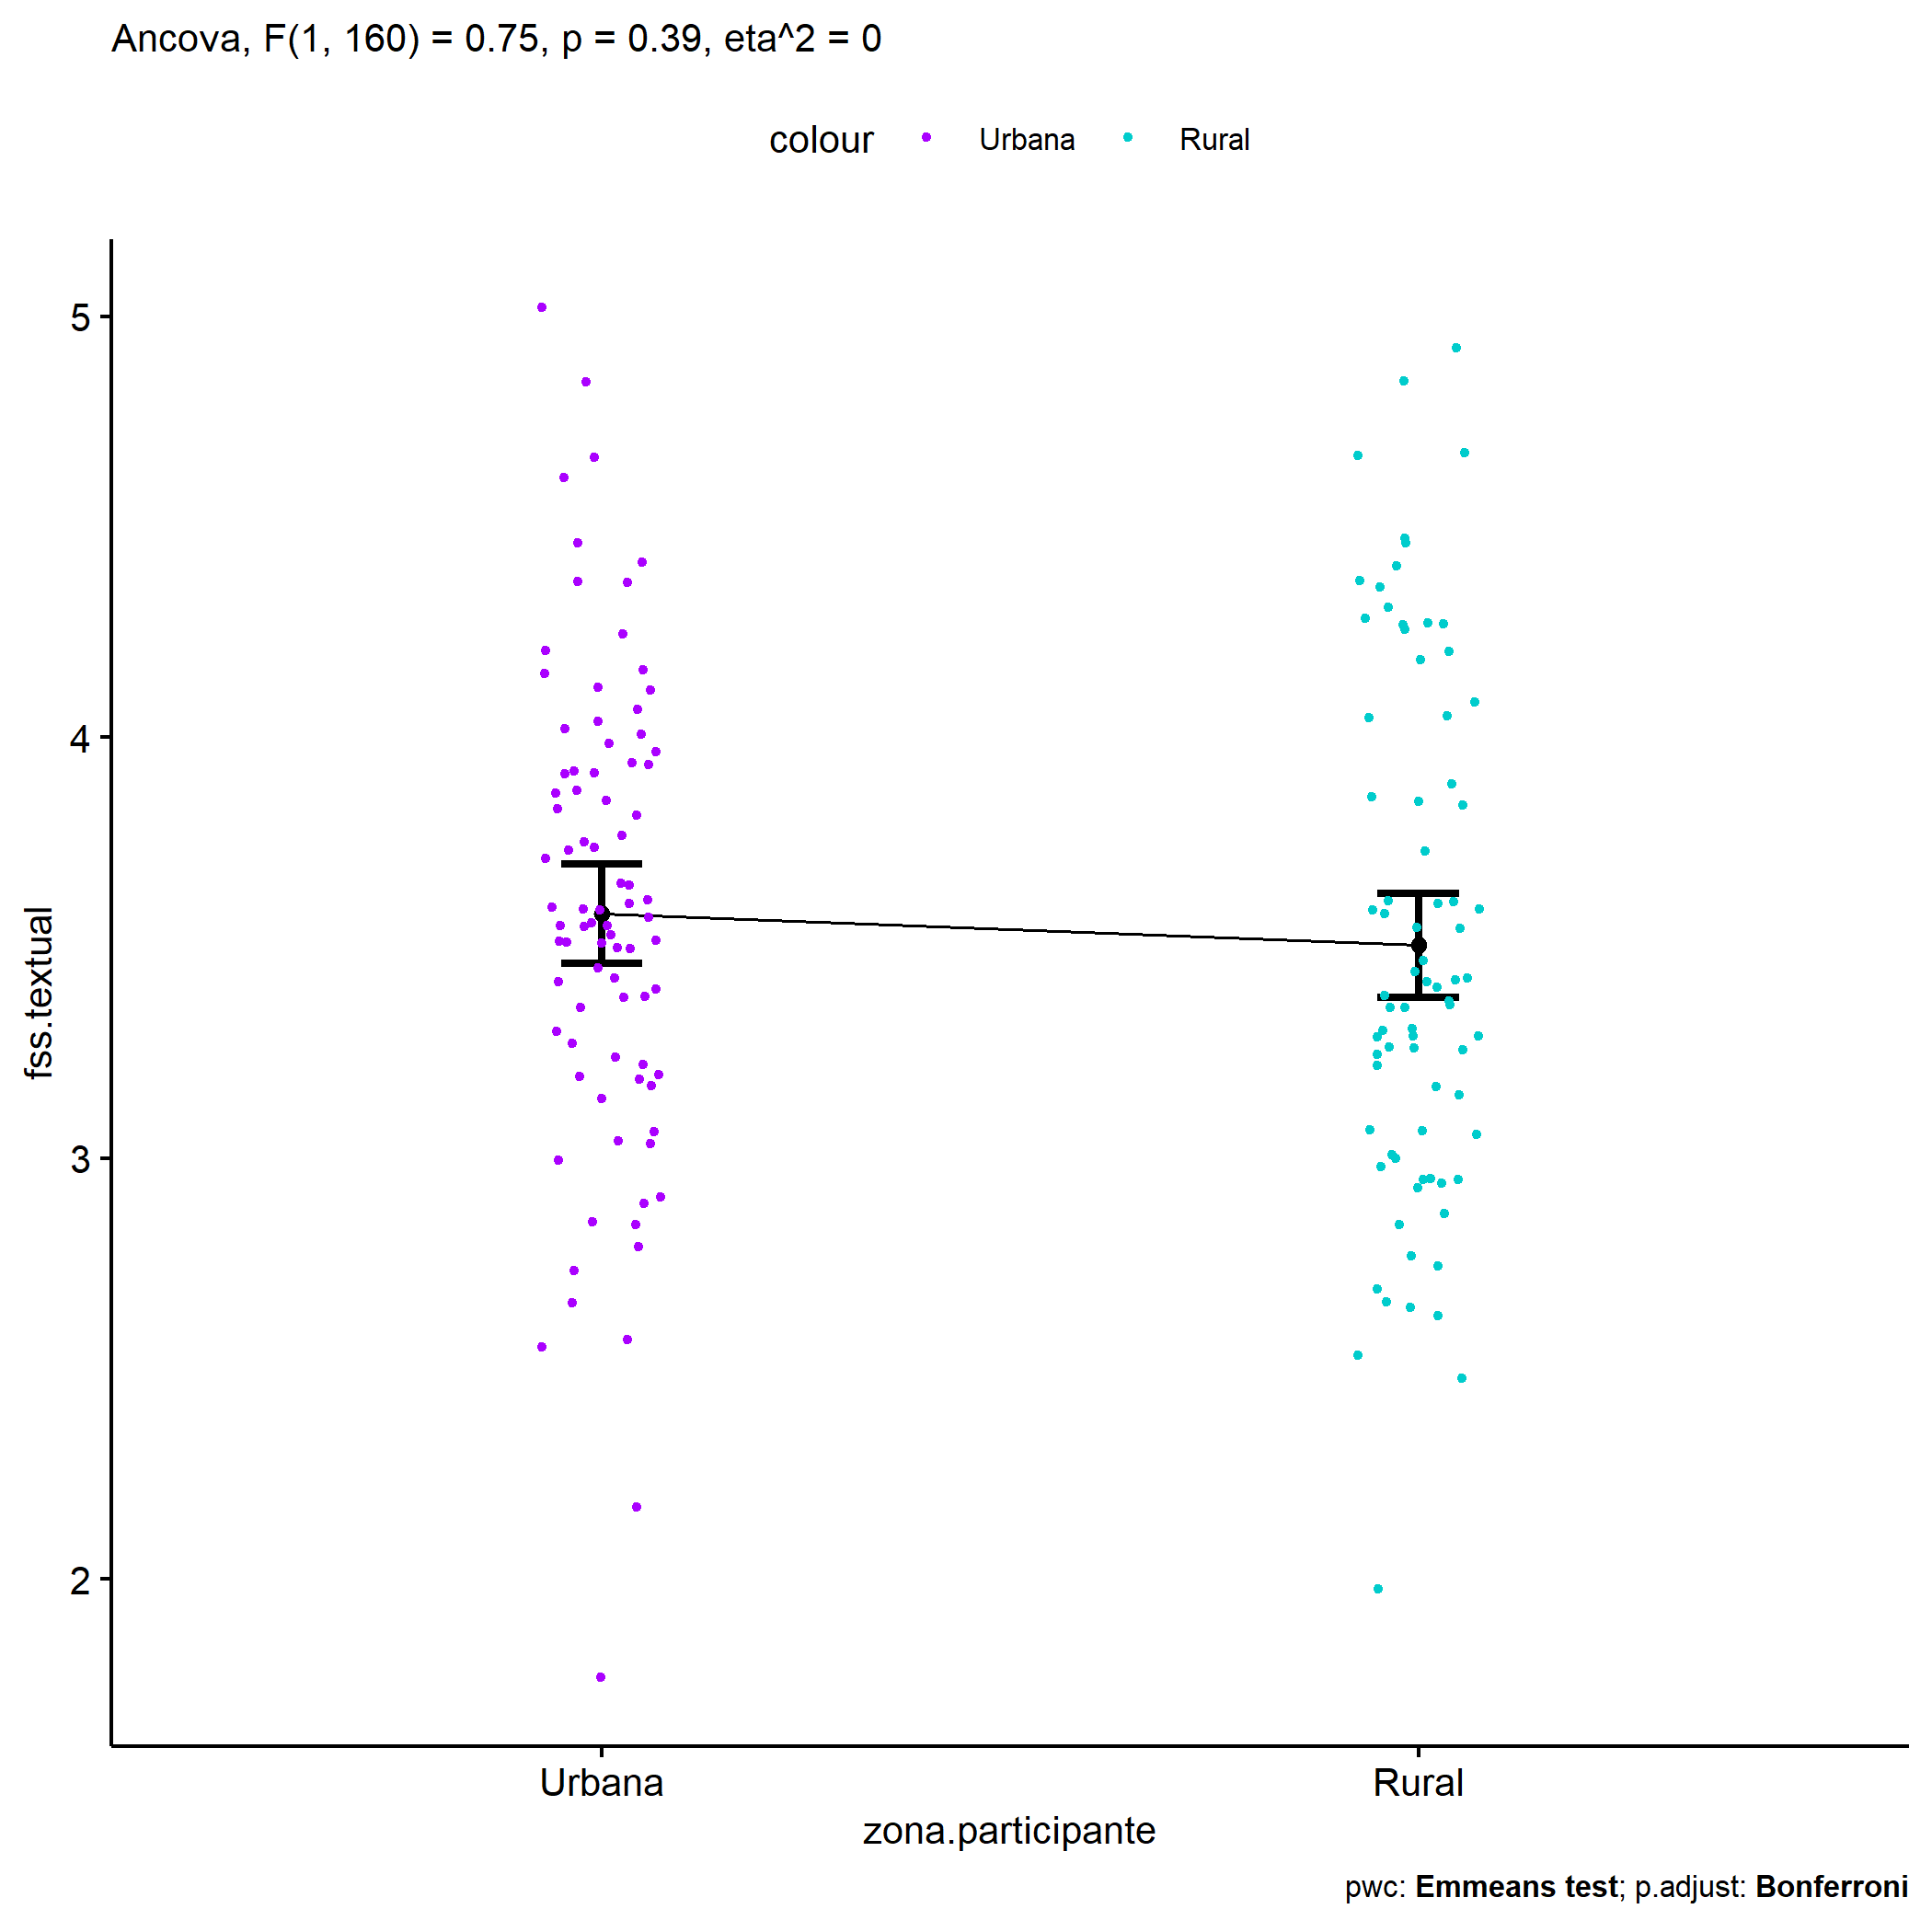 Ancova, F(1, 160) = 0.75, p = 0.39, eta^2 = 0
colour Urbana Rural
5
4
3
2
fss.textual
Urbana Rural
zona.participante
pwc: Emmeans test; p.adjust: Bonferroni